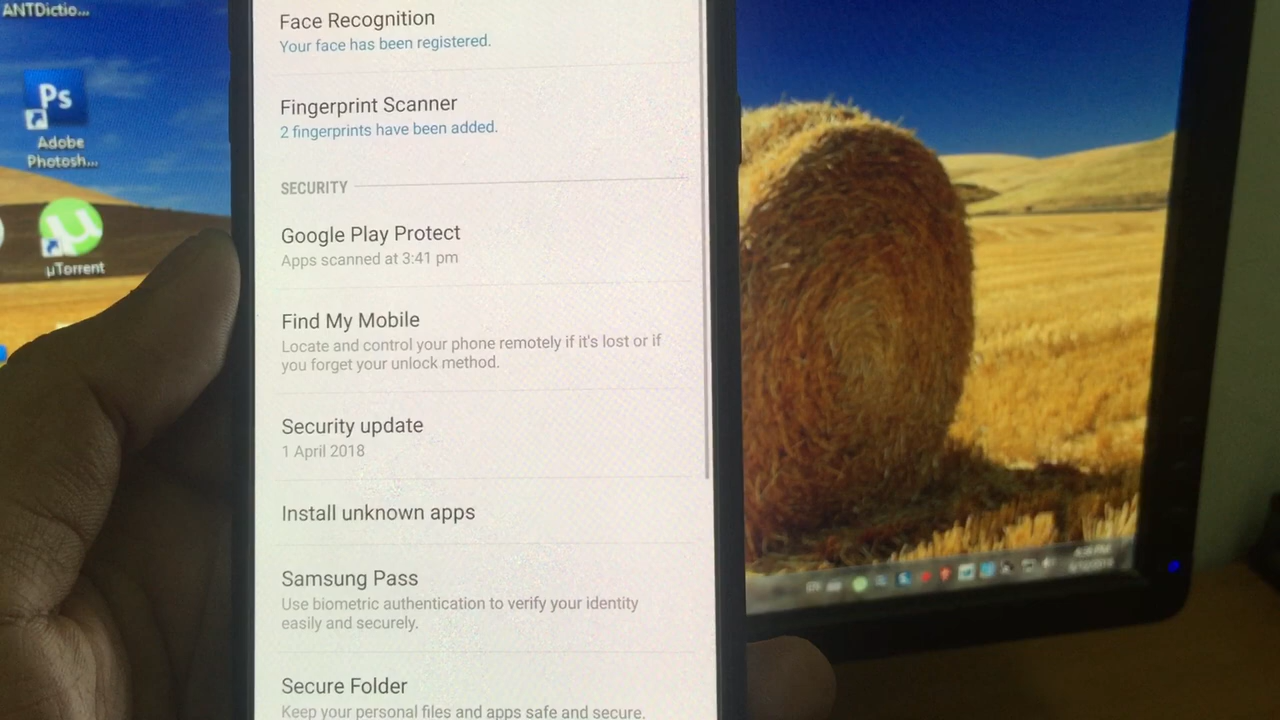 ANTDictio...
Ps
Adobe
Photosh...
µTorrent
Face Recognition
Your face has been registered.
Fingerprint Scanner
2 fingerprints have been added.
SECURITY
Google Play Protect
Apps scanned at 3:41 pm
Find My Mobile
Locate and control your phone remotely if it's lost or if
you forget your unlock method.
Security update
1 April 2018
Install unknown apps
Samsung Pass
Use biometric authentication to verify your identity
easily and securely.
Secure Folder
Keep your personal files and apps safe and secure.